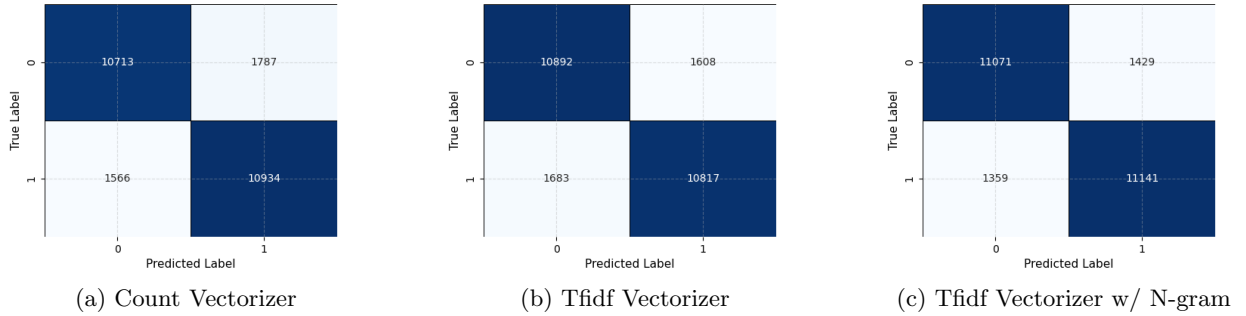 0
10713
1787
True Label
1
1566
10934
0
1
Predicted Label
(a) Count Vectorizer
0
10892
1608
True Label
1
1683
10817
0
1
Predicted Label
(b) Tfidf Vectorizer
0
11071
1429
True Label
1
1359
11141
0
1
Predicted Label
(c) Tfidf Vectorizer w/ N-gram